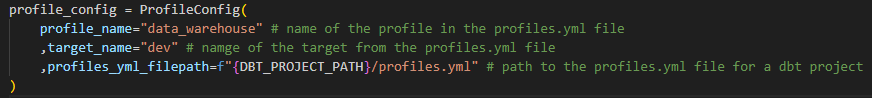 profile_config = ProfileConfig(
    profile_name="data_warehouse" # name of the profile in the profiles.yml file
    ,target_name="dev" # namge of the target from the profiles.yml file
    ,profiles_yml_filepath=f"{DBT_PROJECT_PATH}/profiles.yml" # path to the profiles.yml file for a dbt project
)